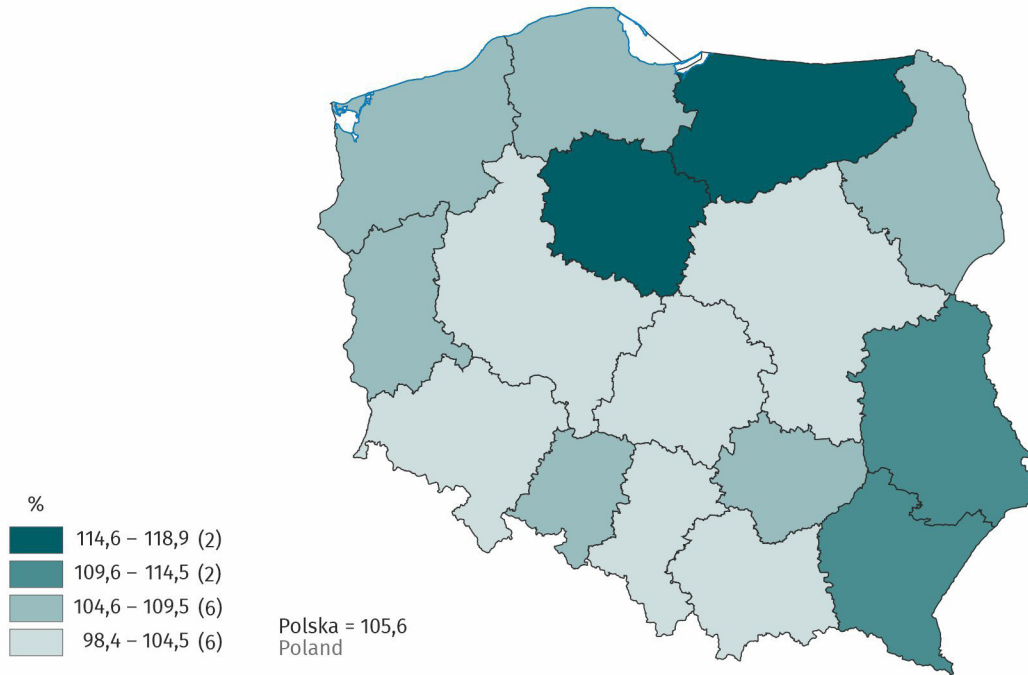 %
114,6 – 118,9 (2)
109,6 – 114,5 (2)
104,6 – 109,5 (6)
98,4 – 104,5 (6)
Polska = 105,6
Poland